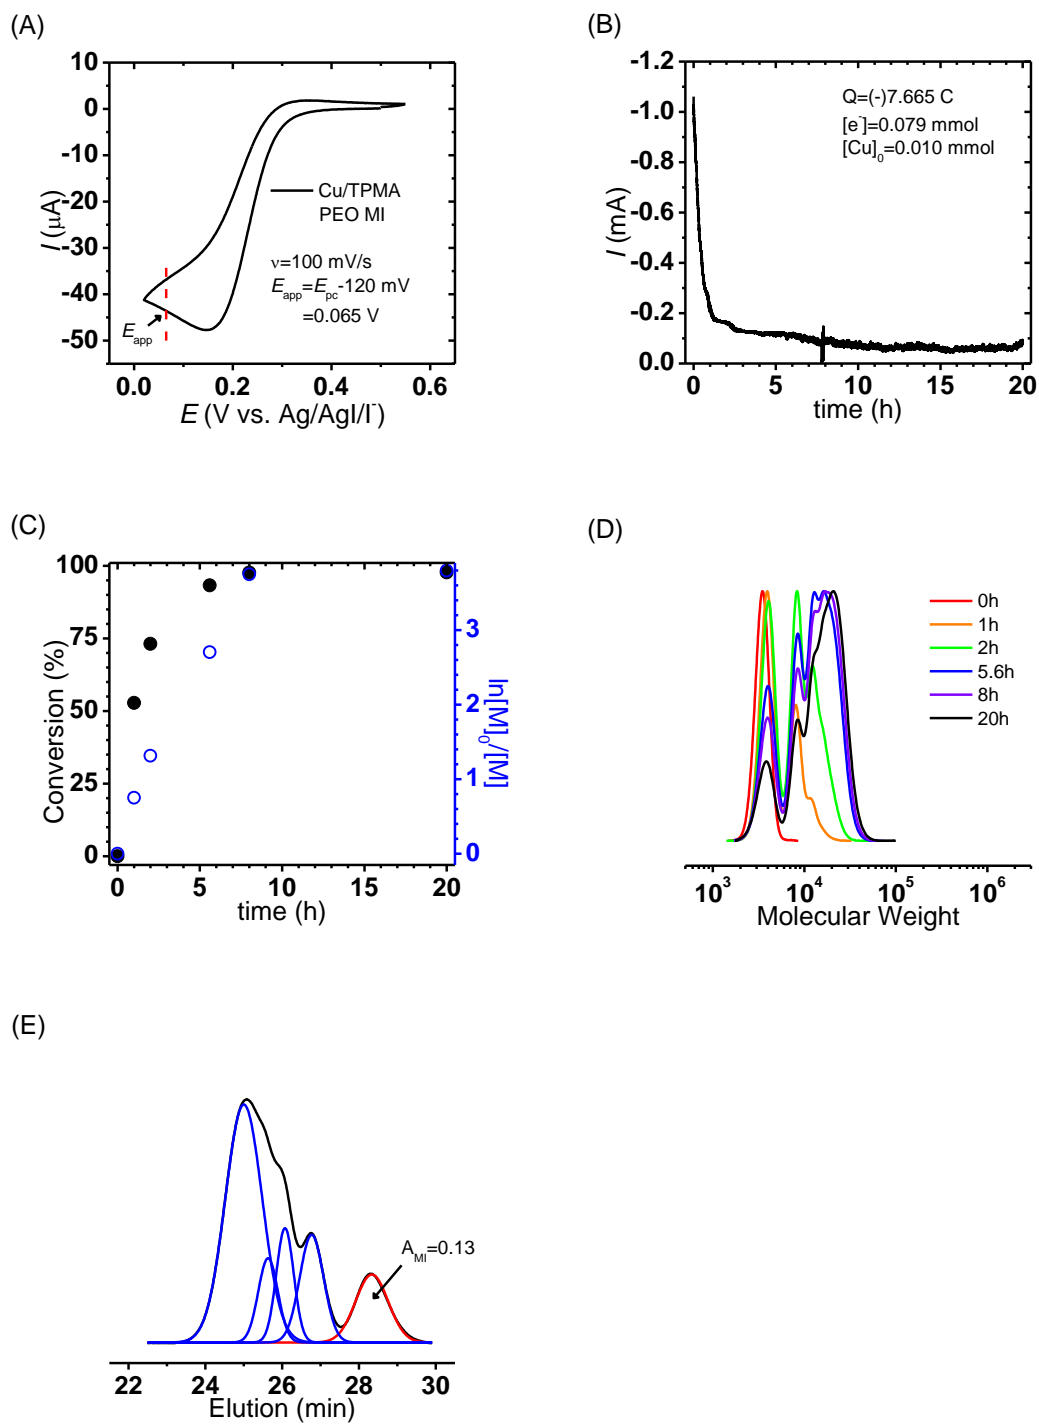 (A)
10
0
-10
-20
-30
-40
-50
I (μA)
Cu/TPMA
PEO MI
ν=100 mV/s
E_app=E_pc-120 mV
=0.065 V
E_app
0.0 0.2 0.4 0.6
E (V vs. Ag/AgI/I⁻)
(B)
-1.2
-1.0
-0.8
-0.6
-0.4
-0.2
0.0
I (mA)
Q=(-)7.665 C
[e⁻]=0.079 mmol
[Cu]₀=0.010 mmol
0 5 10 15 20
time (h)
(C)
100
75
50
25
0
Conversion (%)
3
2
1
0
ln[M]₀/[M]
0 5 10 15 20
time (h)
(D)
0h
1h
2h
5.6h
8h
20h
10³ 10⁴ 10⁵ 10⁶
Molecular Weight
(E)
A_MI=0.13
22 24 26 28 30
Elution (min)